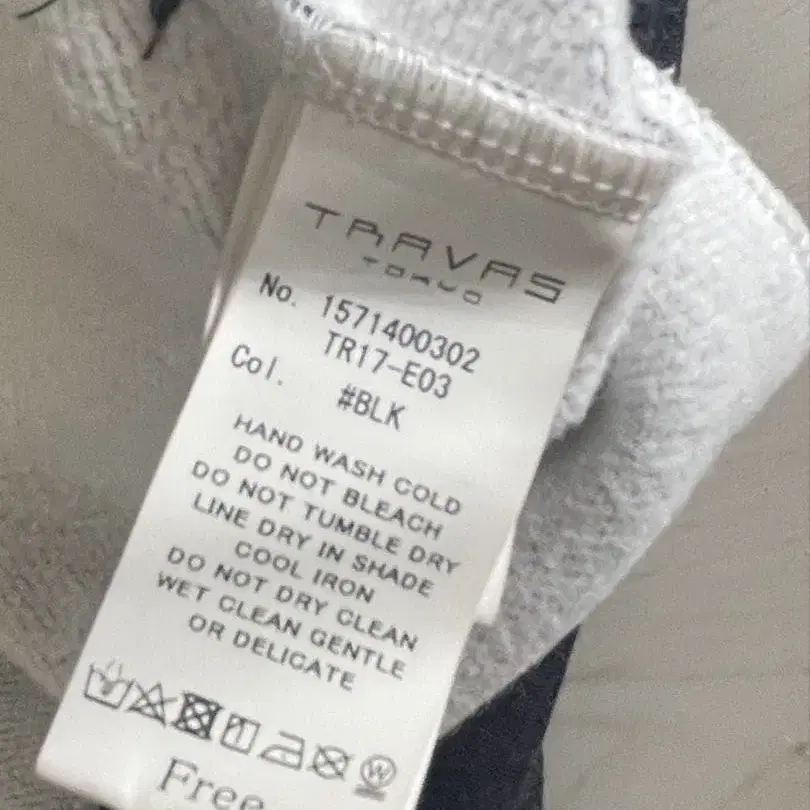 TRAVAS
TOKYO
No. 1571400302
TR17-E03
Col. #BLK
HAND WASH COLD
DO NOT BLEACH
DO NOT TUMBLE DRY
LINE DRY IN SHADE
COOL IRON
DO NOT DRY CLEAN
WET CLEAN GENTLE
OR DELICATE
W
Free